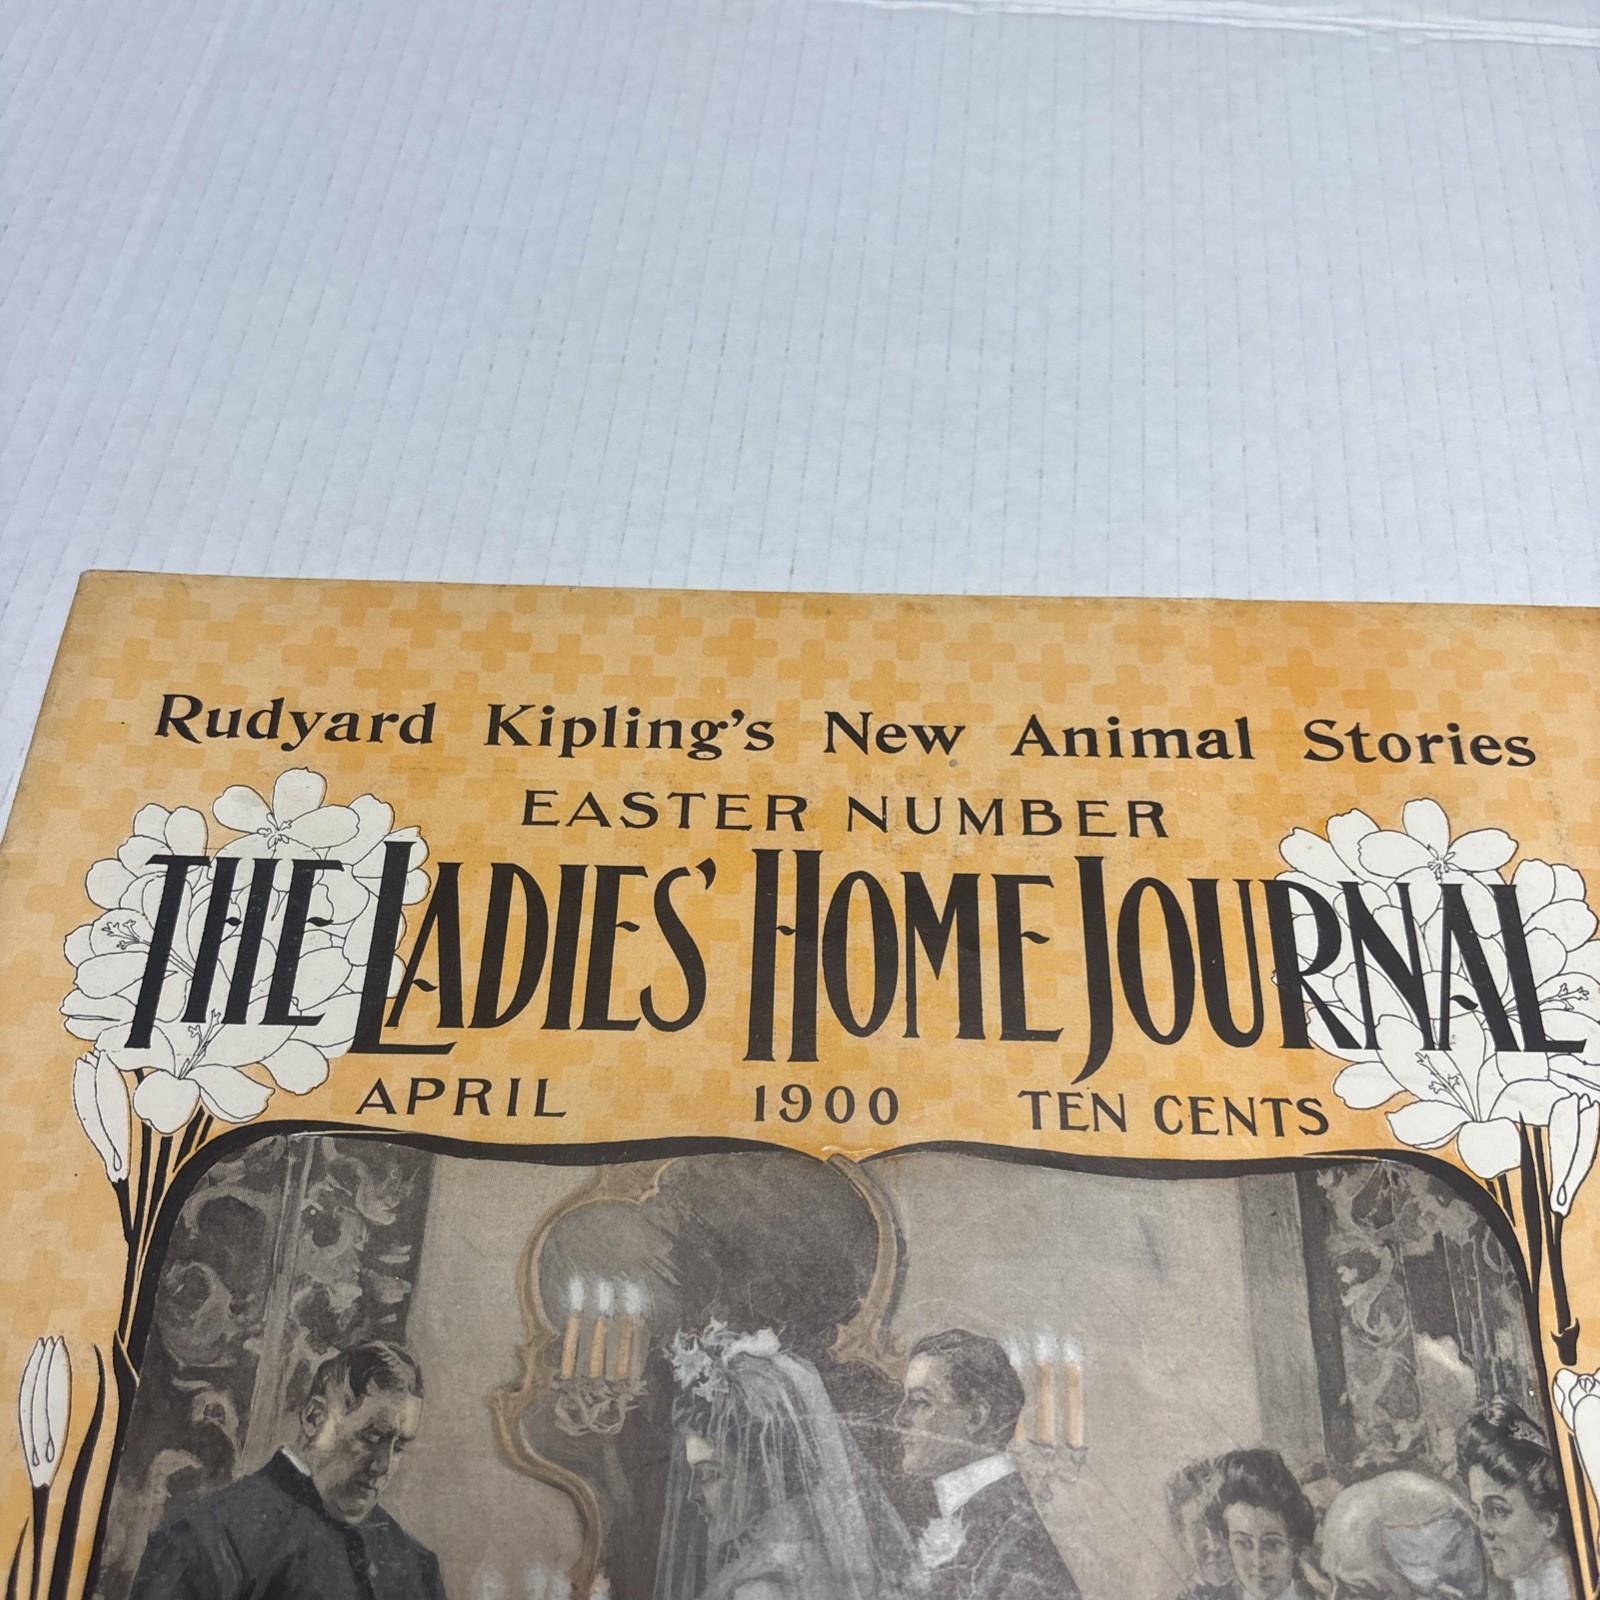 Rudyard Kipling's New Animal Stories
EASTER NUMBER
THE LADIES' HOME JOURNAL
APRIL 1900 TEN CENTS